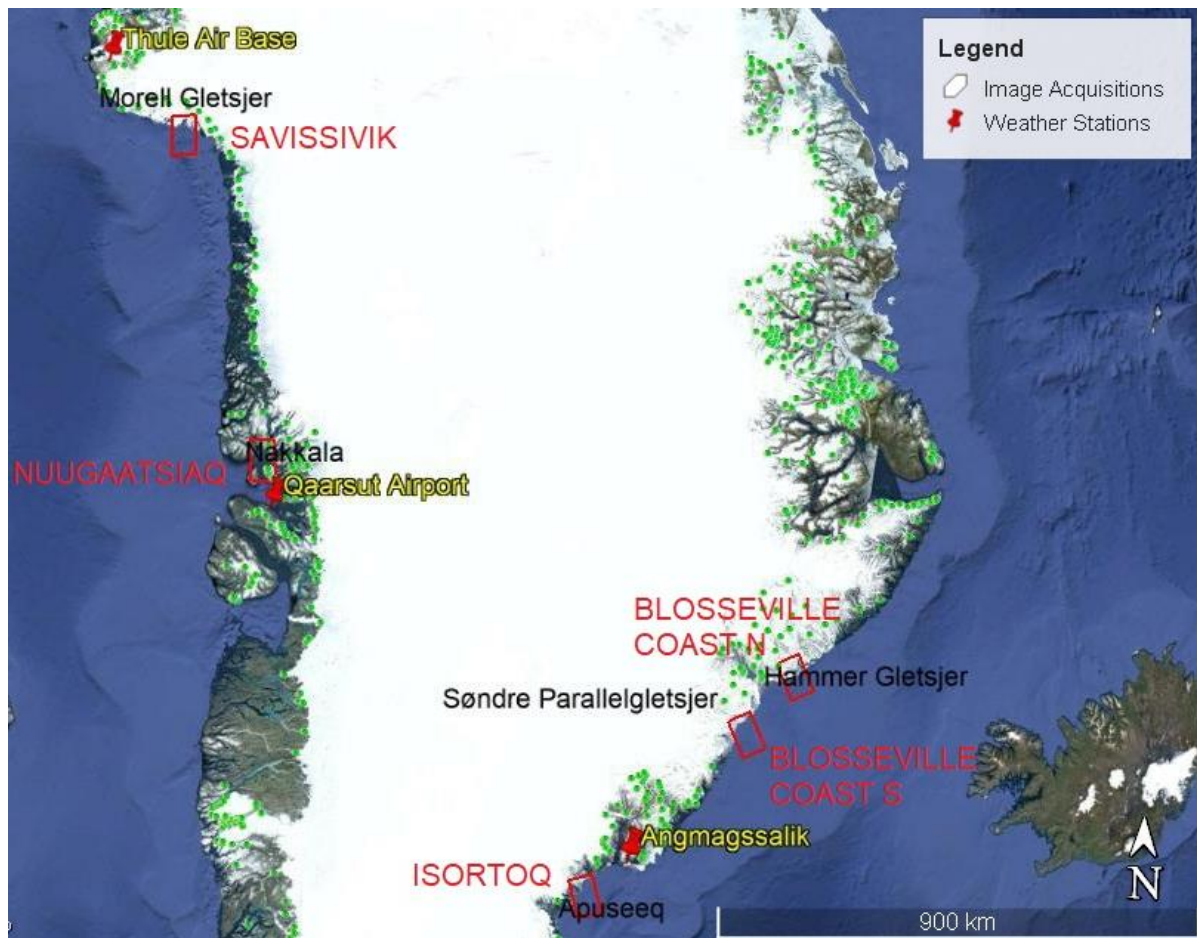 Thule Air Base
Legend
Image Acquisitions
Weather Stations
Morell Gletsjer
SAVISSIVIK
Nakkala
NUUGAATSIAQ
Qaarsut Airport
BLOSSEVILLE
COAST N
Hammer Gletsjer
Søndre Parallelgletsjer
BLOSSEVILLE
COAST S
Angmagssalik
ISORTOQ
Apuseeq
N
900 km